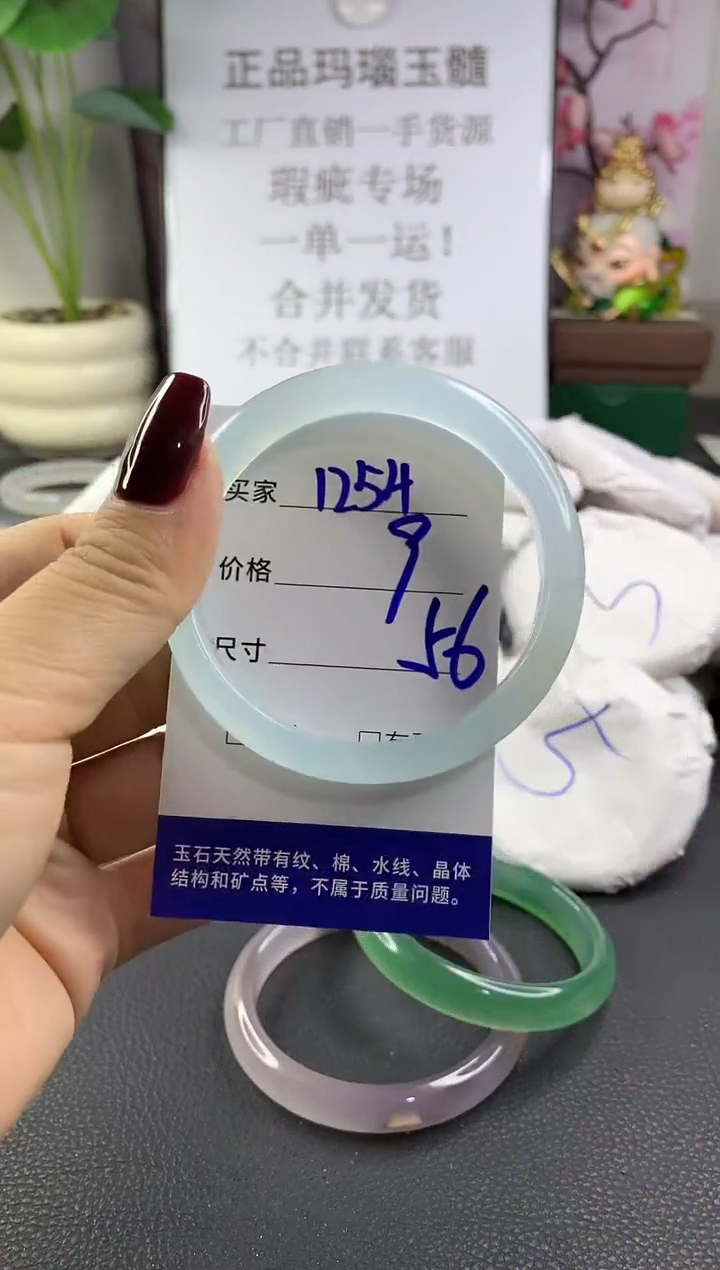 正品玛瑙玉髓
工厂直销一手货源
瑕疵专场
一单一运！
合并发货
不合并联系客服
买家 1254
价格 9
尺寸 56
玉石天然带有纹、棉、水线、晶体
结构和矿点等，不属于质量问题。